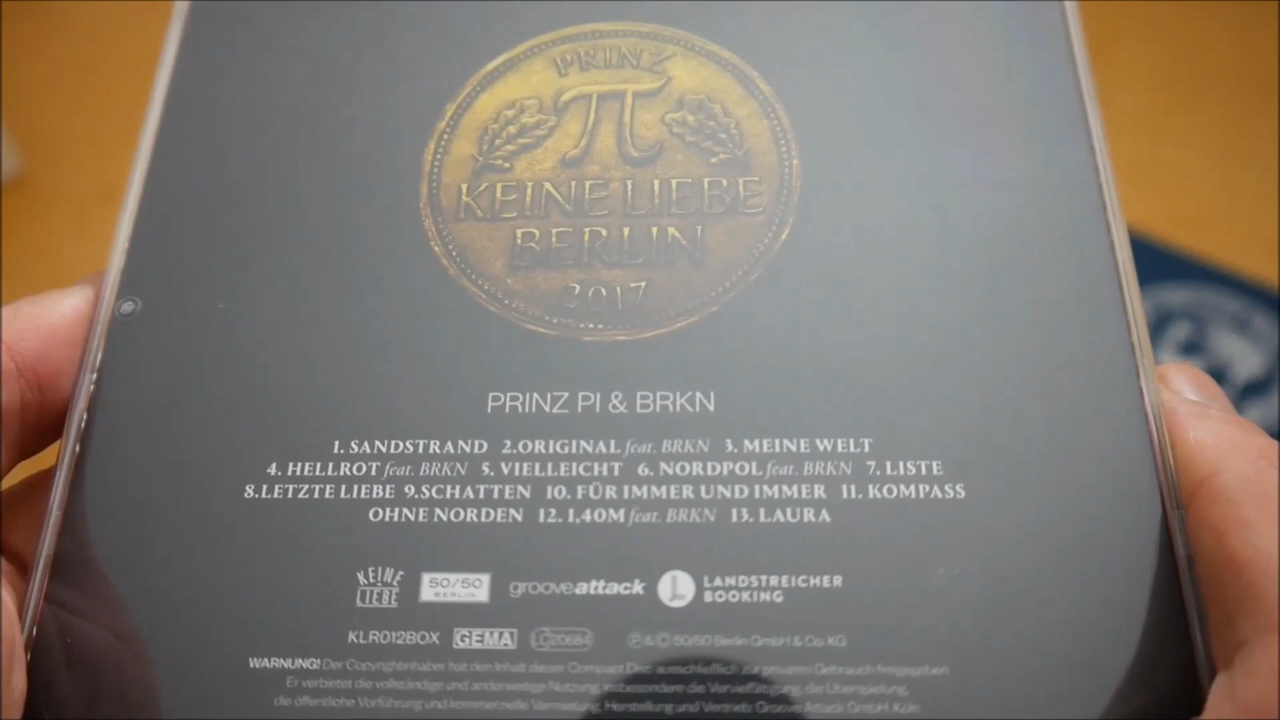 PRINZ
π
KEINE LIEBE
BERLIN
2017
PRINZ PI & BRKN
1. SANDSTRAND 2.ORIGINAL feat. BRKN 3. MEINE WELT
4. HELLROT feat. BRKN 5. VIELLEICHT 6. NORDPOL feat. BRKN 7. LISTE
8.LETZTE LIEBE 9.SCHATTEN 10. FÜR IMMER UND IMMER 11. KOMPASS
OHNE NORDEN 12. 1,40M feat. BRKN 13. LAURA
KEINE
LIEBE
50/50
BERLIN
grooveattack
LANDSTREICHER
BOOKING
KLR012BOX GEMA LC20684 ℗ & © 50/50 Berlin GmbH & Co. KG
WARNUNG! Der Copyrightinhaber hat den Inhalt dieser Compact Disc ausschließlich zur privaten Gebrauch freigegeben.
Er verbietet die vollständige und anderweitige Nutzung, insbesondere die Vervielfältigung, die Überspielung,
die öffentliche Vorführung und kommerzielle Vermietung. Herstellung und Vertrieb: Groove Attack GmbH, Köln